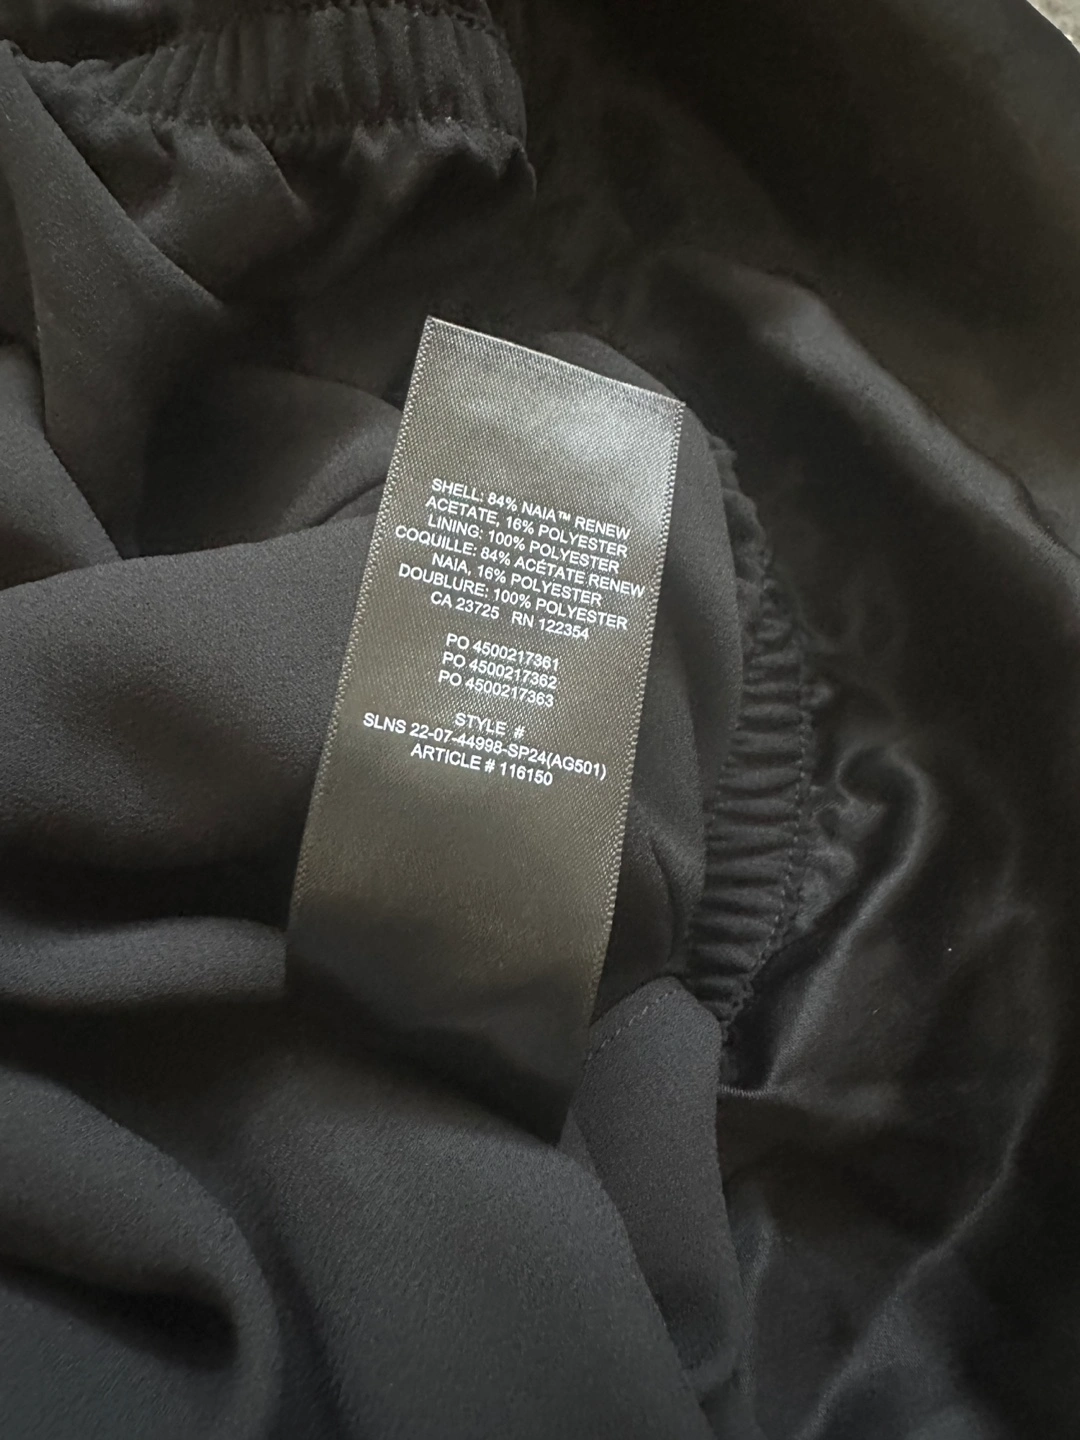 SHELL: 84% NAIA™ RENEW
ACETATE, 16% POLYESTER
LINING: 100% POLYESTER
COQUILLE: 84% ACÉTATE RENEW
NAIA, 16% POLYESTER
DOUBLURE: 100% POLYESTER
CA 23725 RN 122354
PO 4500217361
PO 4500217362
PO 4500217363
STYLE #
SLNS 22-07-44998-SP24(AG501)
ARTICLE # 116150